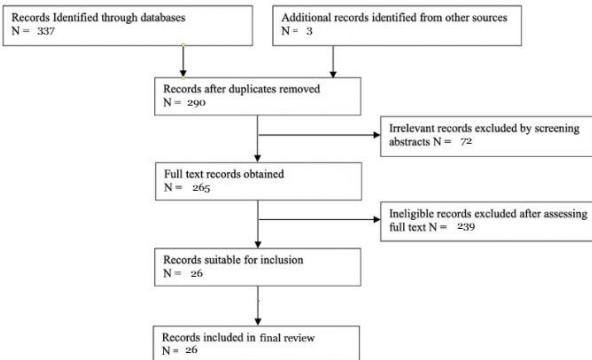 Records Identified through databases
N = 337
Additional records identified from other sources
N = 3
Records after duplicates removed
N = 290
Irrelevant records excluded by screening
abstracts N = 72
Full text records obtained
N = 265
Ineligible records excluded after assessing
full text N = 239
Records suitable for inclusion
N = 26
Records included in final review
N = 26